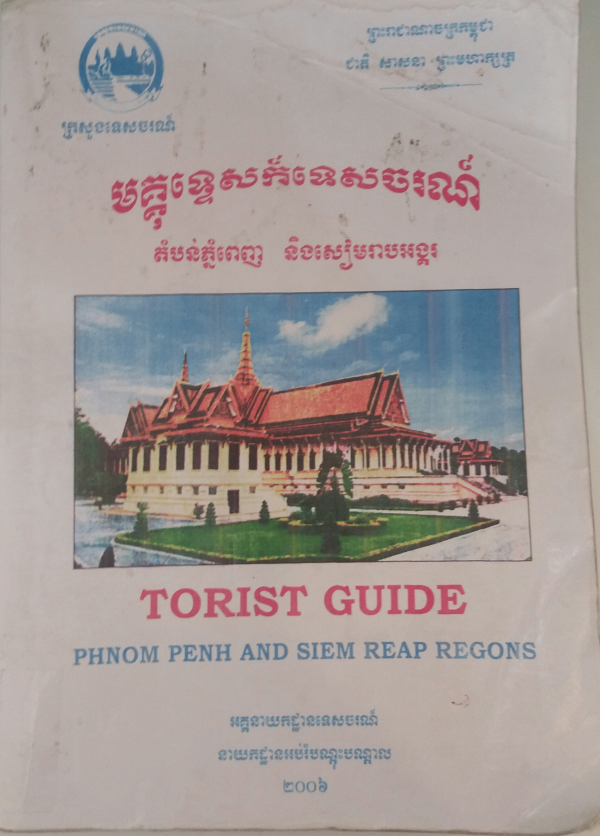 ព្រះរាជាណាចក្រកម្ពុជា
ជាតិ សាសនា ព្រះមហាក្សត្រ
ក្រសួងទេសចរណ៍
មគ្គុទ្ទេសក៍ទេសចរណ៍
តំបន់ភ្នំពេញ និងសៀមរាបអង្គរ
TORIST GUIDE
PHNOM PENH AND SIEM REAP REGONS
អគ្គនាយកដ្ឋានទេសចរណ៍
នាយកដ្ឋានអប់រំបណ្តុះបណ្តាល
២០០៦